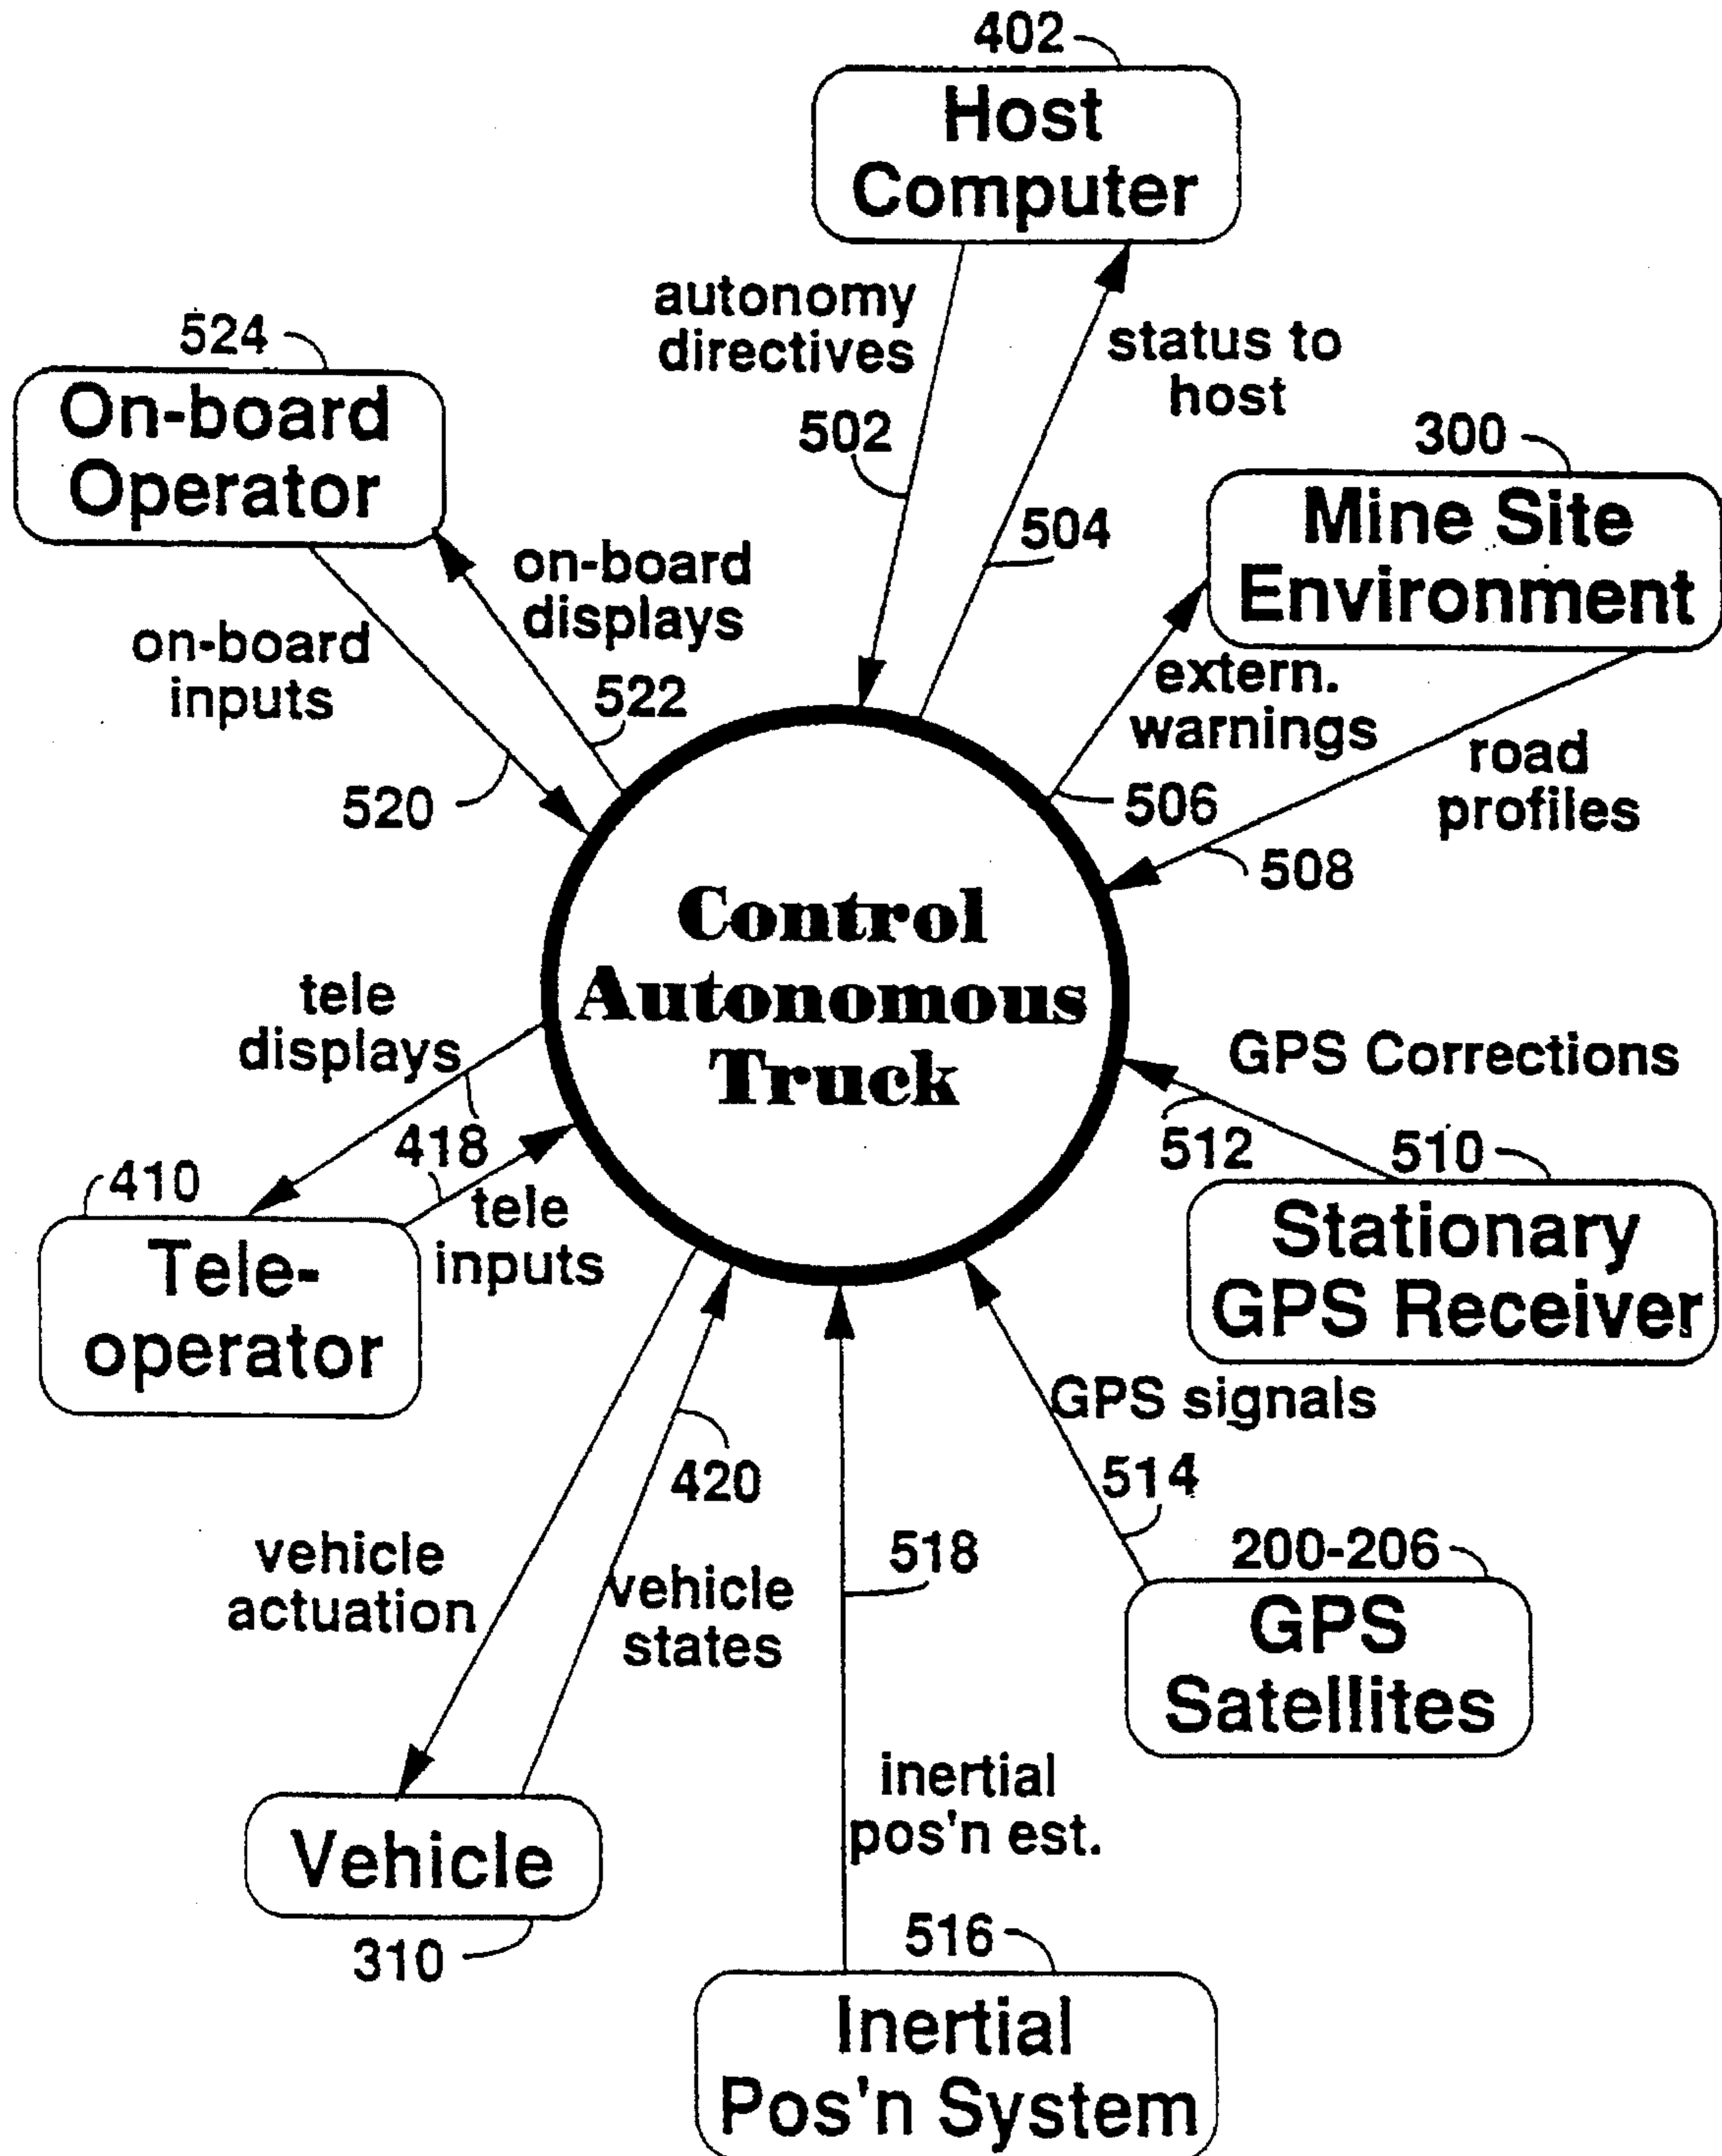 402
Host
Computer
autonomy
directives
502
status to
host
504
524
On-board
Operator
on-board
displays
522
on-board
inputs
520
300
Mine Site
Environment
extern.
warnings
506
road
profiles
508
Control
Autonomous
Truck
tele
displays
418
410
Tele-
operator
418
tele
inputs
GPS Corrections
512
510
Stationary
GPS Receiver
GPS signals
514
200-206
GPS
Satellites
vehicle
actuation
420
vehicle
states
Vehicle
310
518
inertial
pos'n est.
516
Inertial
Pos'n System